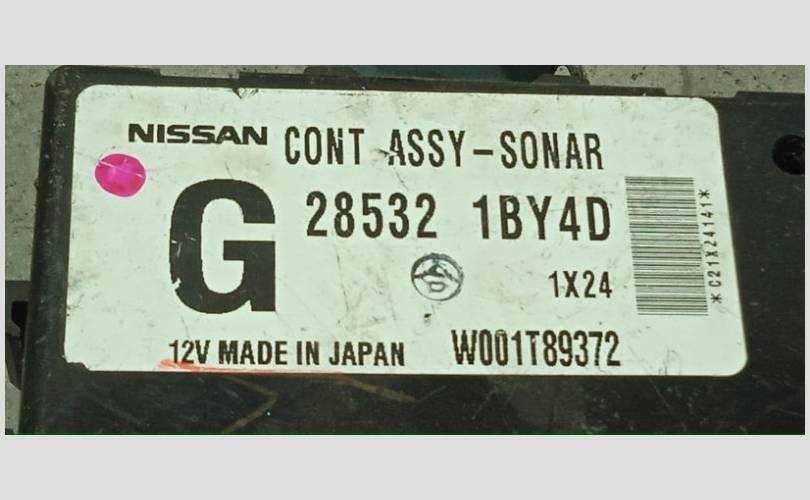 NISSAN CONT ASSY-SONAR
G 28532 1BY4D
1X24
12V MADE IN JAPAN W001T89372
*C21X24141*